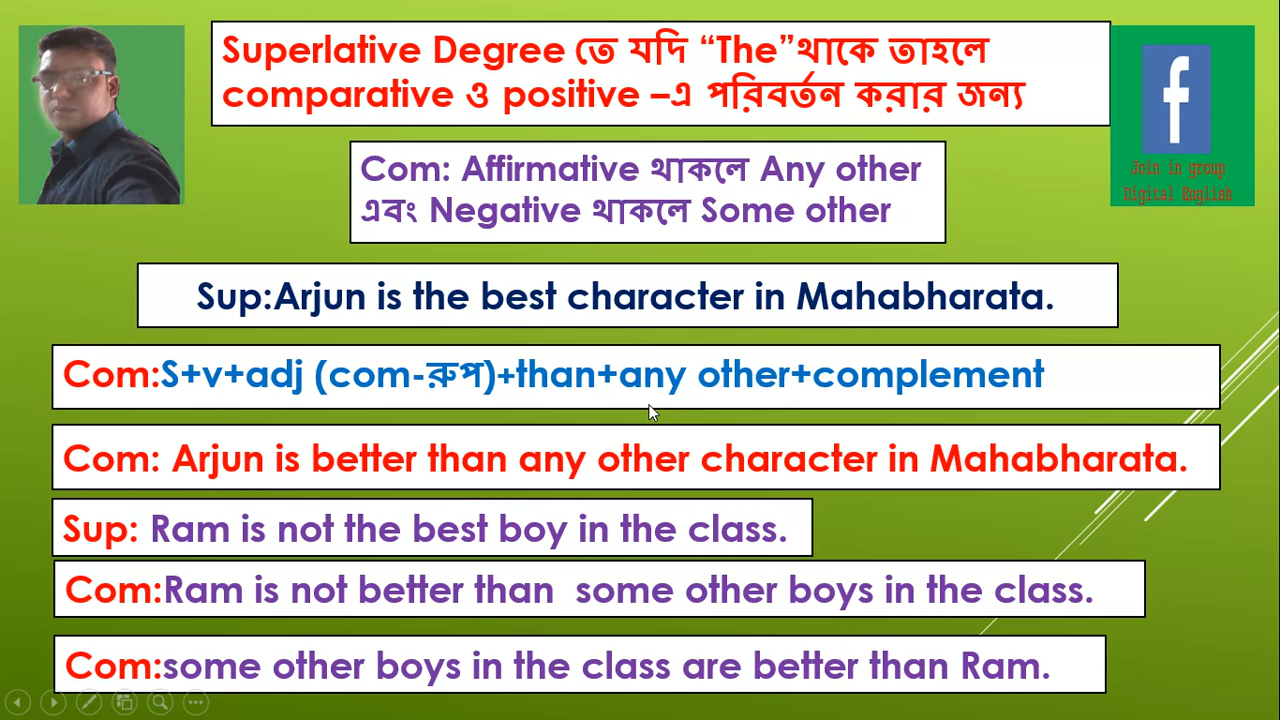 Superlative Degree তে যদি “The”থাকে তাহলে
comparative ও positive –এ পরিবর্তন করার জন্য
Join in group
Digital English
Com: Affirmative থাকলে Any other
এবং Negative থাকলে Some other
Sup:Arjun is the best character in Mahabharata.
Com:S+v+adj (com-রুপ)+than+any other+complement
Com: Arjun is better than any other character in Mahabharata.
Sup: Ram is not the best boy in the class.
Com:Ram is not better than some other boys in the class.
Com:some other boys in the class are better than Ram.